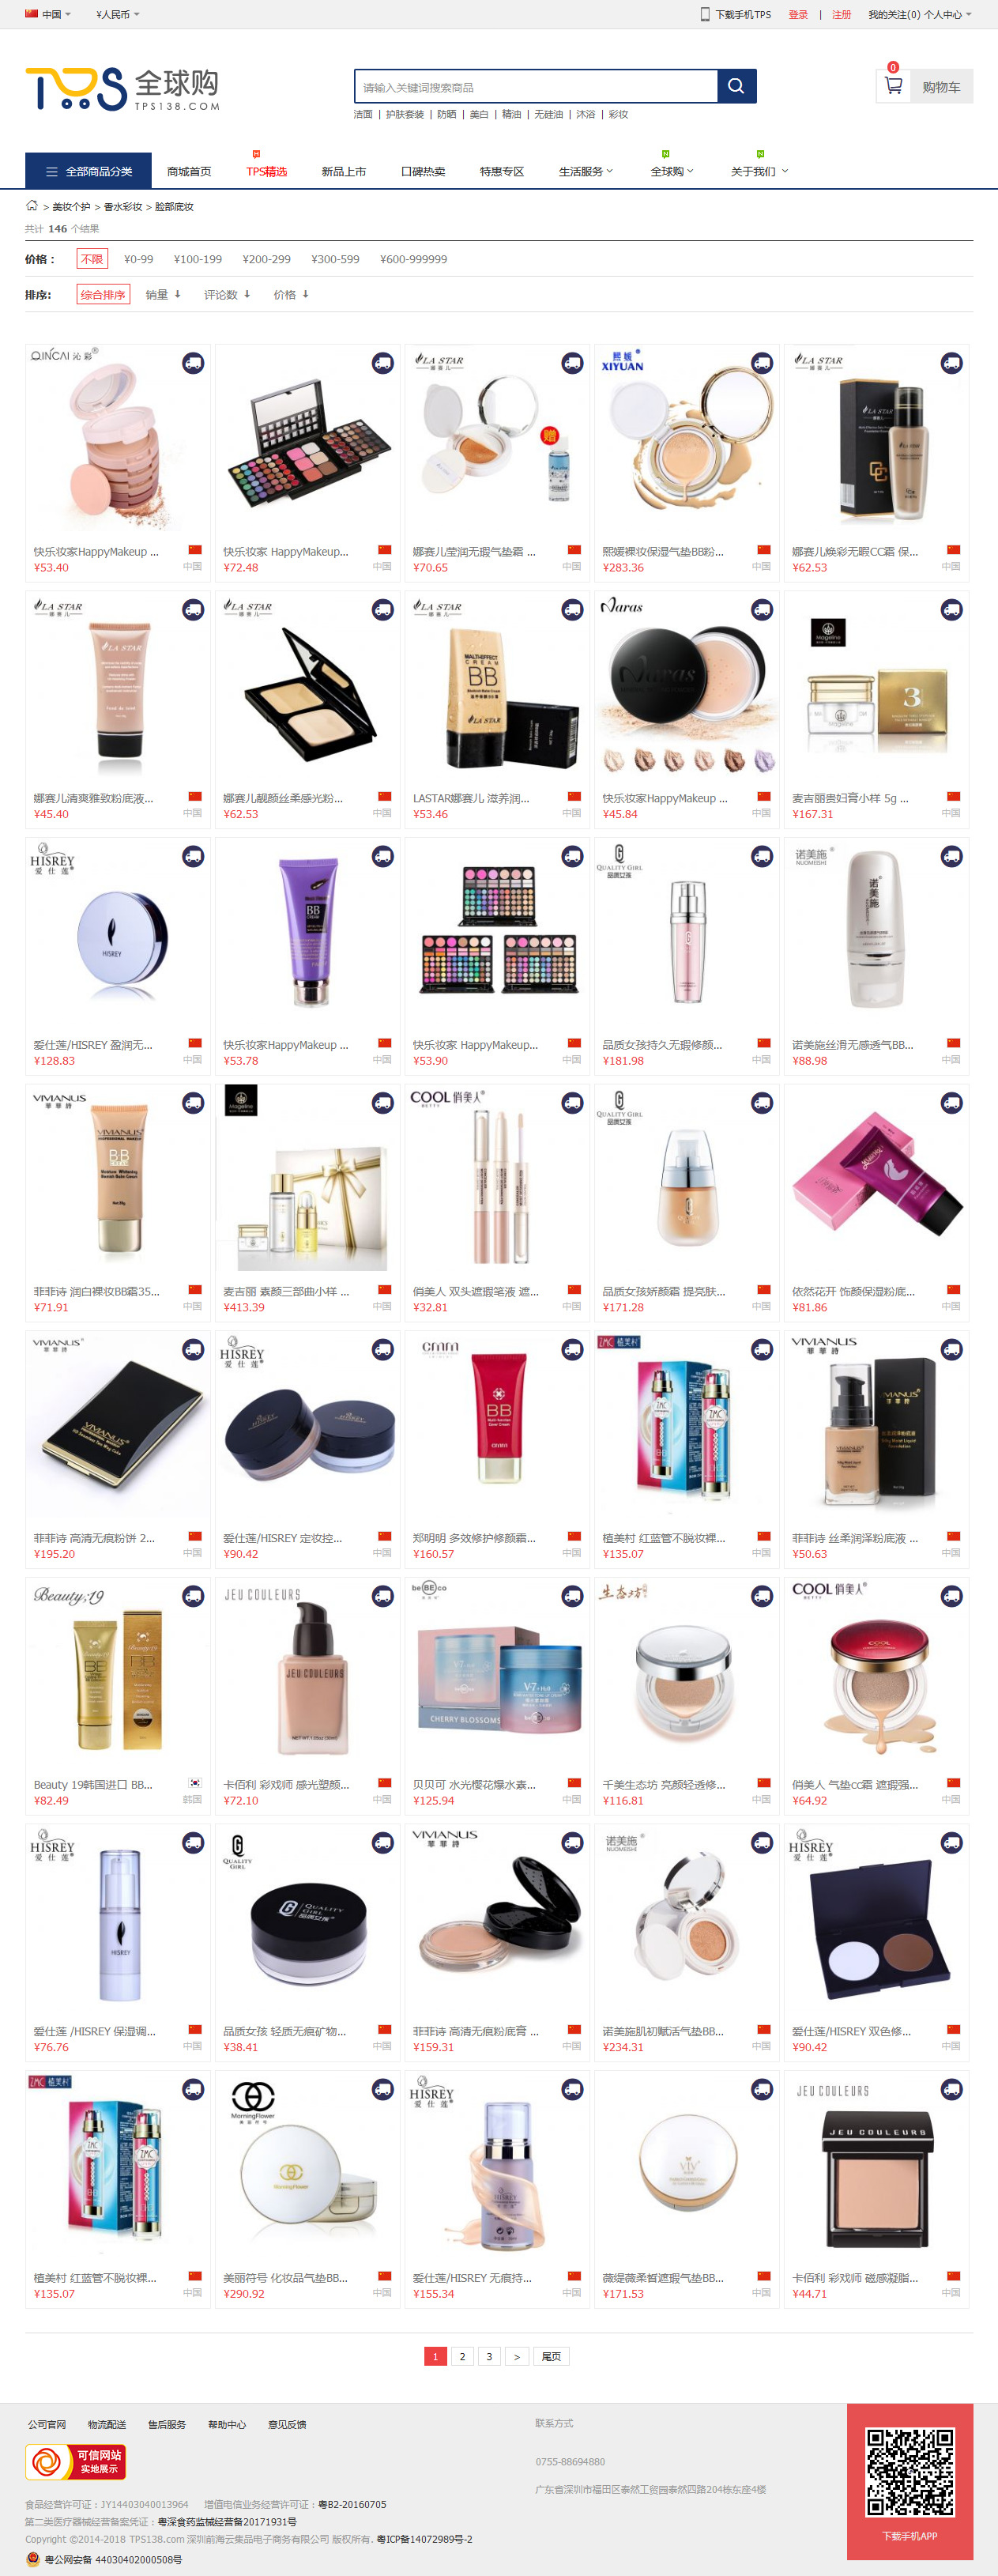 中国 ¥人民币 下载手机TPS 登录 | 注册 我的关注(0) 个人中心
TPS 全球购
TPS138.COM
请输入关键词搜索商品
0
购物车
洁面 | 护肤套装 | 防晒 | 美白 | 精油 | 无硅油 | 沐浴 | 彩妆
全部商品分类 商城首页 TPS精选 新品上市 口碑热卖 特惠专区 生活服务 全球购 关于我们
> 美妆个护 > 香水彩妆 > 脸部底妆
共计 146 个结果
价格： 不限 ¥0-99 ¥100-199 ¥200-299 ¥300-599 ¥600-999999
排序: 综合排序 销量 评论数 价格
快乐妆家HappyMakeup ... 快乐妆家 HappyMakeup... 娜赛儿莹润无瑕气垫霜 ... 熙媛裸妆保湿气垫BB粉... 娜赛儿焕彩无暇CC霜 保...
¥53.40 中国 ¥72.48 中国 ¥70.65 中国 ¥283.36 中国 ¥62.53 中国
娜赛儿清爽雅致粉底液... 娜赛儿靓颜丝柔感光粉... LASTAR娜赛儿 滋养润... 快乐妆家HappyMakeup ... 麦吉丽贵妇膏小样 5g ...
¥45.40 中国 ¥62.53 中国 ¥53.46 中国 ¥45.84 中国 ¥167.31 中国
爱仕莲/HISREY 盈润无... 快乐妆家HappyMakeup ... 快乐妆家 HappyMakeup... 品质女孩持久无瑕修颜... 诺美施丝滑无感透气BB...
¥128.83 中国 ¥53.78 中国 ¥53.90 中国 ¥181.98 中国 ¥88.98 中国
菲菲诗 润白裸妆BB霜35... 麦吉丽 素颜三部曲小样 ... 俏美人 双头遮瑕笔液 遮... 品质女孩娇颜霜 提亮肤... 依然花开 饰颜保湿粉底...
¥71.91 中国 ¥413.39 中国 ¥32.81 中国 ¥171.28 中国 ¥81.86 中国
菲菲诗 高清无痕粉饼 2... 爱仕莲/HISREY 定妆控... 郑明明 多效修护修颜霜... 植美村 红蓝管不脱妆裸... 菲菲诗 丝柔润泽粉底液 ...
¥195.20 中国 ¥90.42 中国 ¥160.57 中国 ¥135.07 中国 ¥50.63 中国
Beauty 19韩国进口 BB... 卡佰利 彩戏师 感光塑颜... 贝贝可 水光樱花爆水素... 千美生态坊 亮颜轻透修... 俏美人 气垫cc霜 遮瑕强...
¥82.49 韩国 ¥72.10 中国 ¥125.94 中国 ¥116.81 中国 ¥64.92 中国
爱仕莲 /HISREY 保湿调... 品质女孩 轻质无痕矿物... 菲菲诗 高清无痕粉底膏 ... 诺美施肌初赋活气垫BB... 爱仕莲/HISREY 双色修...
¥76.76 中国 ¥38.41 中国 ¥159.31 中国 ¥234.31 中国 ¥90.42 中国
植美村 红蓝管不脱妆裸... 美丽符号 化妆品气垫BB... 爱仕莲/HISREY 无痕持... 薇缇薇柔皙遮瑕气垫BB... 卡佰利 彩戏师 磁感凝脂...
¥135.07 中国 ¥290.92 中国 ¥155.34 中国 ¥171.53 中国 ¥44.71 中国
1 2 3 > 尾页
公司官网 物流配送 售后服务 帮助中心 意见反馈
可信网站
实地展示
联系方式
0755-88694880
广东省深圳市福田区泰然工贸园泰然四路204栋东座4楼
下载手机APP
食品经营许可证：JY14403040013964 增值电信业务经营许可证：粤B2-20160705
第二类医疗器械经营备案凭证：粤深食药监械经营备20171931号
Copyright ©2014-2018 TPS138.com 深圳前海云集品电子商务有限公司 版权所有. 粤ICP备14072989号-2
粤公网安备 44030402000508号